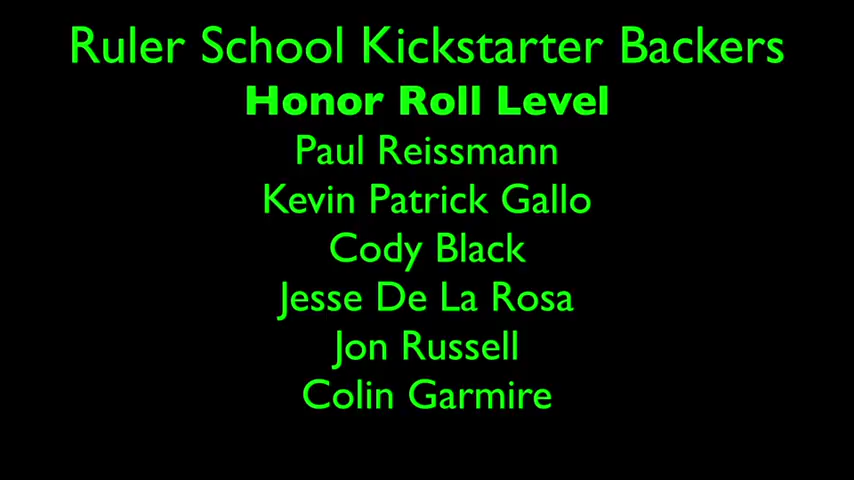 Ruler School Kickstarter Backers
Honor Roll Level
Paul Reissmann
Kevin Patrick Gallo
Cody Black
Jesse De La Rosa
Jon Russell
Colin Garmire